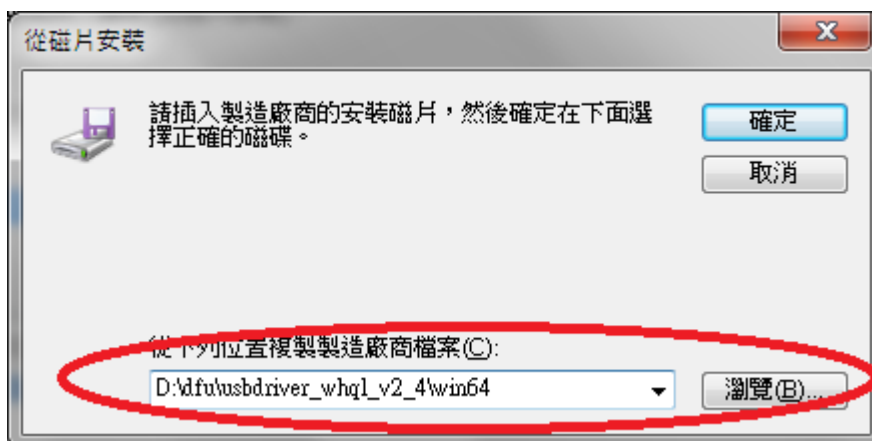 從磁片安裝
請插入製造廠商的安裝磁片，然後確定在下面選
擇正確的磁碟。
確定
取消
從下列位置複製製造廠商檔案(C):
D:\dfu\usbdriver_whql_v2_4\win64
瀏覽(B)...